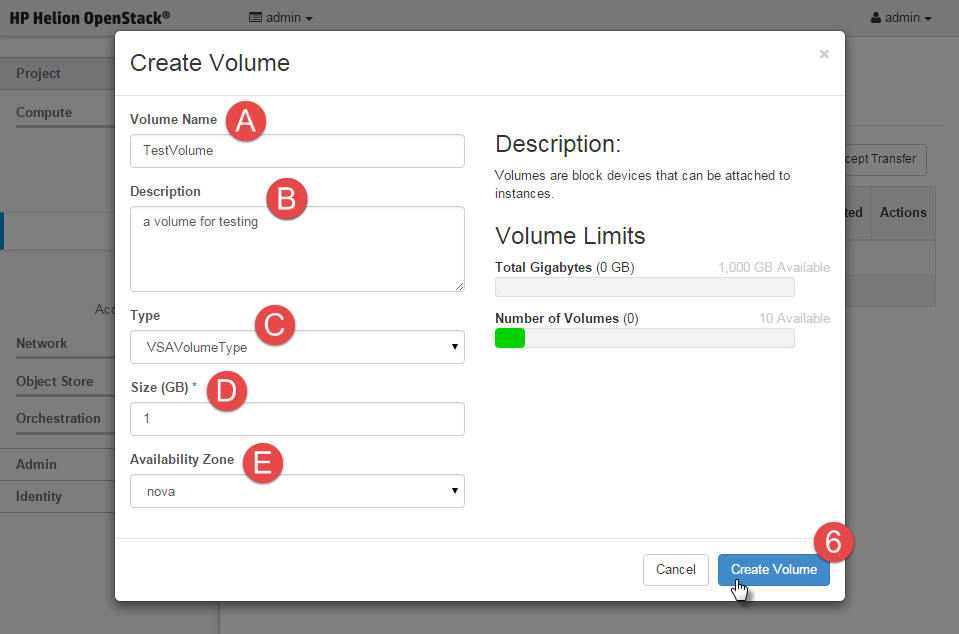 HP Helion OpenStack®
admin
admin
Project
Compute
Network
Object Store
Orchestration
Admin
Identity
Create Volume
×
Volume Name
A
TestVolume
Description
B
a volume for testing
Type
C
VSAVolumeType
Size (GB) *
D
1
Availability Zone
E
nova
Description:
Volumes are block devices that can be attached to
instances.
Volume Limits
Total Gigabytes (0 GB) 1,000 GB Available
Number of Volumes (0) 10 Available
Transfer
Actions
6
Cancel
Create Volume